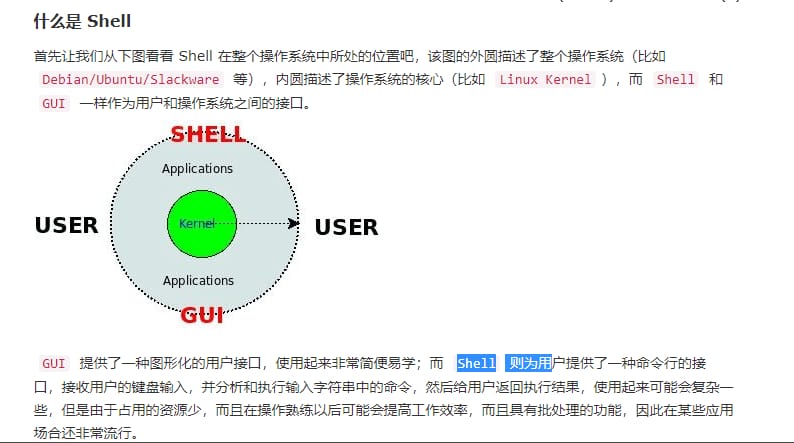 什么是 Shell
首先让我们从下图看看 Shell 在整个操作系统中所处的位置吧，该图的外圆描述了整个操作系统（比如
Debian/Ubuntu/Slackware 等），内圆描述了操作系统的核心（比如 Linux Kernel ），而 Shell 和
GUI 一样作为用户和操作系统之间的接口。
SHELL
Applications
USER
Kernel
USER
Applications
GUI
GUI 提供了一种图形化的用户接口，使用起来非常简便易学；而 Shell 则为用户提供了一种命令行的接
口，接收用户的键盘输入，并分析和执行输入字符串中的命令，然后给用户返回执行结果，使用起来可能会复杂一
些，但是由于占用的资源少，而且在操作熟练以后可能会提高工作效率，而且具有批处理的功能，因此在某些应用
场合还非常流行。